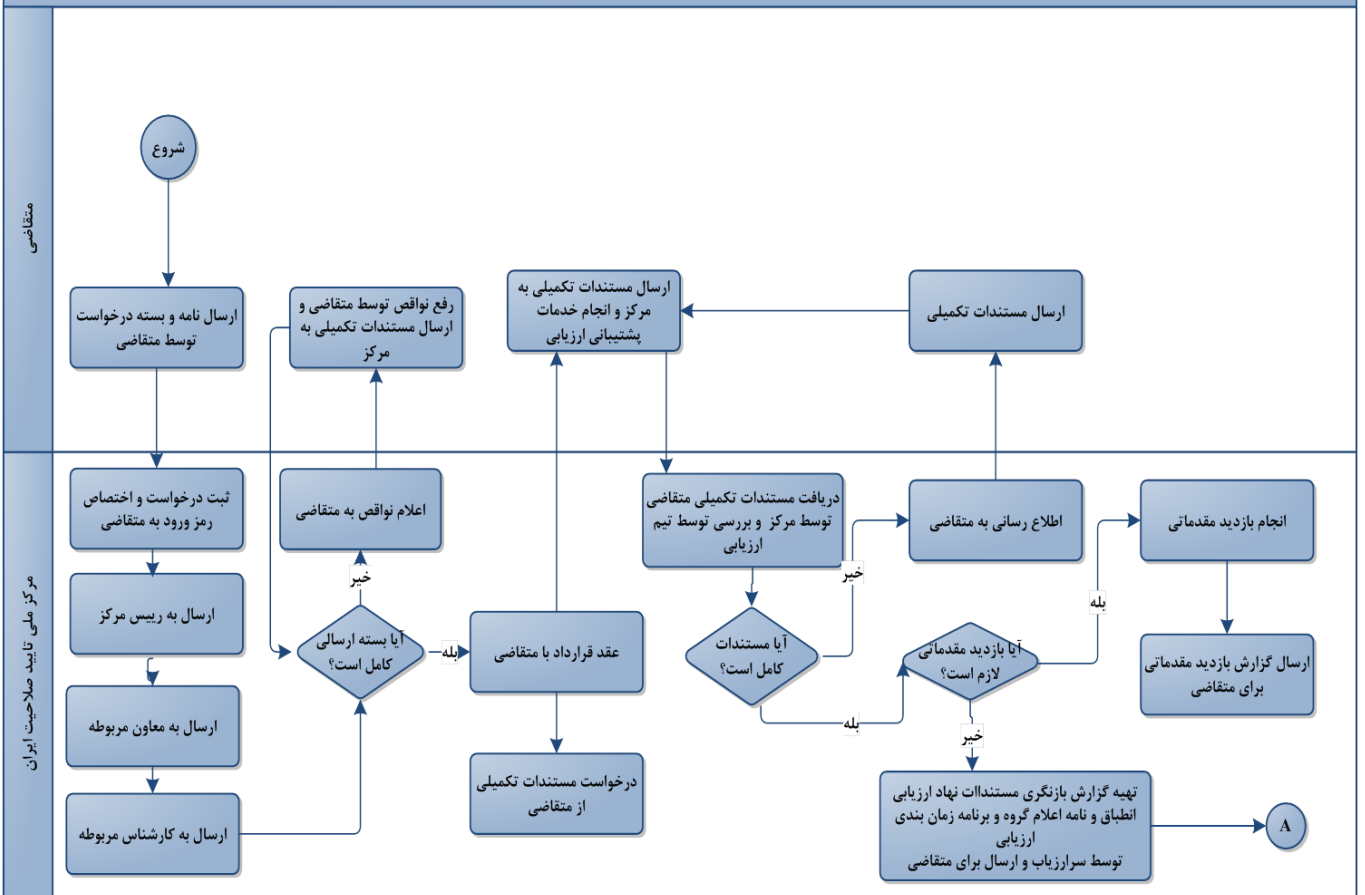 متقاضی
شروع
ارسال نامه و بسته درخواست
توسط متقاضی
رفع نواقص توسط متقاضی و
ارسال مستندات تکمیلی به
مرکز
ارسال مستندات تکمیلی به
مرکز و انجام خدمات
پشتیبانی ارزیابی
ارسال مستندات تکمیلی
مرکز ملی تایید صلاحیت ایران
ثبت درخواست و اختصاص
رمز ورود به متقاضی
ارسال به رییس مرکز
ارسال به معاون مربوطه
ارسال به کارشناس مربوطه
اعلام نواقص به متقاضی
خیر
آیا بسته ارسالی
کامل است؟
بله
عقد قرارداد با متقاضی
درخواست مستندات تکمیلی
از متقاضی
دریافت مستندات تکمیلی متقاضی
توسط مرکز و بررسی توسط تیم
ارزیابی
آیا مستندات
کامل است؟
خیر
بله
اطلاع رسانی به متقاضی
آیا بازدید مقدماتی
لازم است؟
بله
خیر
انجام بازدید مقدماتی
ارسال گزارش بازدید مقدماتی
برای متقاضی
تهیه گزارش بازنگری مستنداات نهاد ارزیابی
انطباق و نامه اعلام گروه و برنامه زمان بندی
ارزیابی
توسط سرارزیاب و ارسال برای متقاضی
A